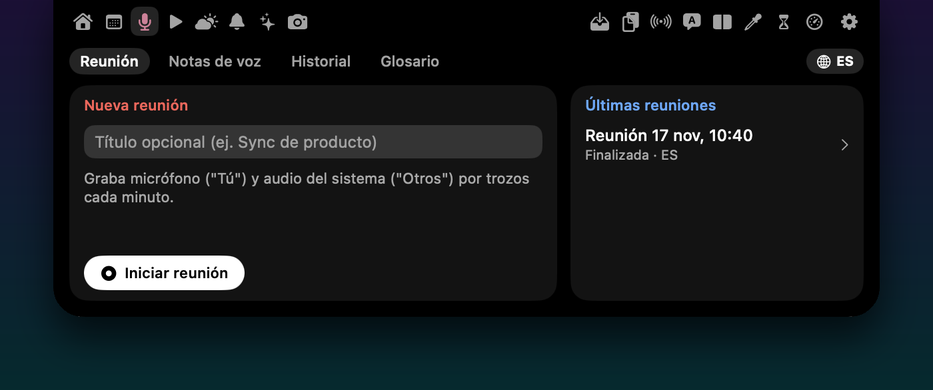 Reunión
Notas de voz
Historial
Glosario
ES
Nueva reunión
Título opcional (ej. Sync de producto)
Graba micrófono ("Tú") y audio del sistema ("Otros") por trozos
cada minuto.
Iniciar reunión
Últimas reuniones
Reunión 17 nov, 10:40
Finalizada · ES